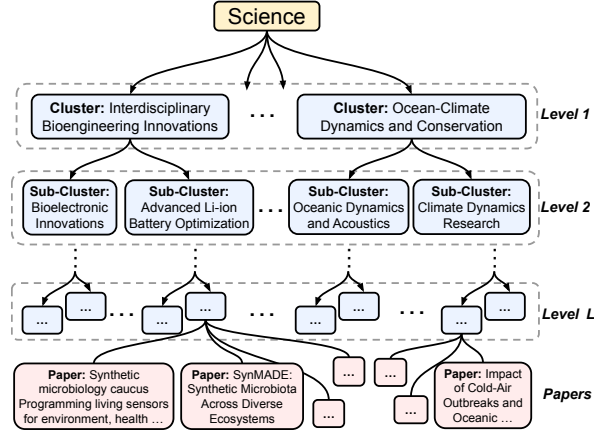 Science
Cluster: Interdisciplinary
Bioengineering Innovations
...
Cluster: Ocean-Climate
Dynamics and Conservation
Level 1
Sub-Cluster:
Bioelectronic
Innovations
Sub-Cluster:
Advanced Li-ion
Battery Optimization
...
Sub-Cluster:
Oceanic Dynamics
and Acoustics
Sub-Cluster:
Climate Dynamics
Research
Level 2
...
...
...
...
...
...
...
...
...
...
...
Level L
Paper: Synthetic
microbiology caucus
Programming living sensors
for environment, health ...
Paper: SynMADE:
Synthetic Microbiota
Across Diverse
Ecosystems
...
...
...
...
Paper: Impact
of Cold-Air
Outbreaks and
Oceanic ...
Papers